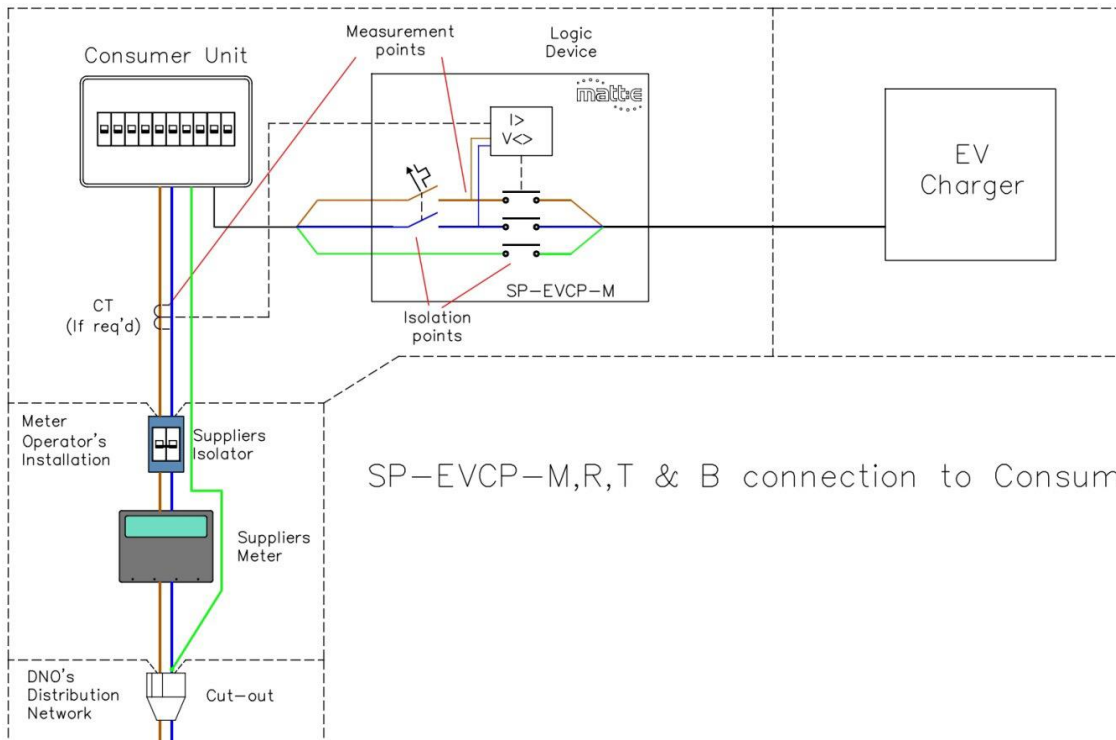 Consumer Unit
Measurement
points
Logic
Device
matt:e
I>
V<>
EV
Charger
SP-EVCP-M
Isolation
points
CT
(If req'd)
Meter
Operator's
Installation
Suppliers
Isolator
SP-EVCP-M,R,T & B connection to Consum
Suppliers
Meter
DNO's
Distribution
Network
Cut-out